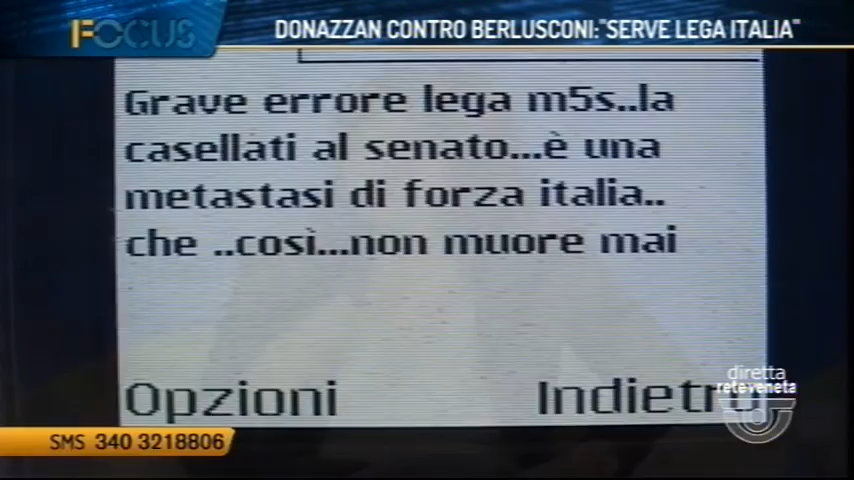 FOCUS
DONAZZAN CONTRO BERLUSCONI:"SERVE LEGA ITALIA"
Grave errore lega m5s..la
casellati al senato...è una
metastasi di forza italia..
che ..così...non muore mai
Opzioni
Indietro
diretta
reteveneta
SMS 340 3218806